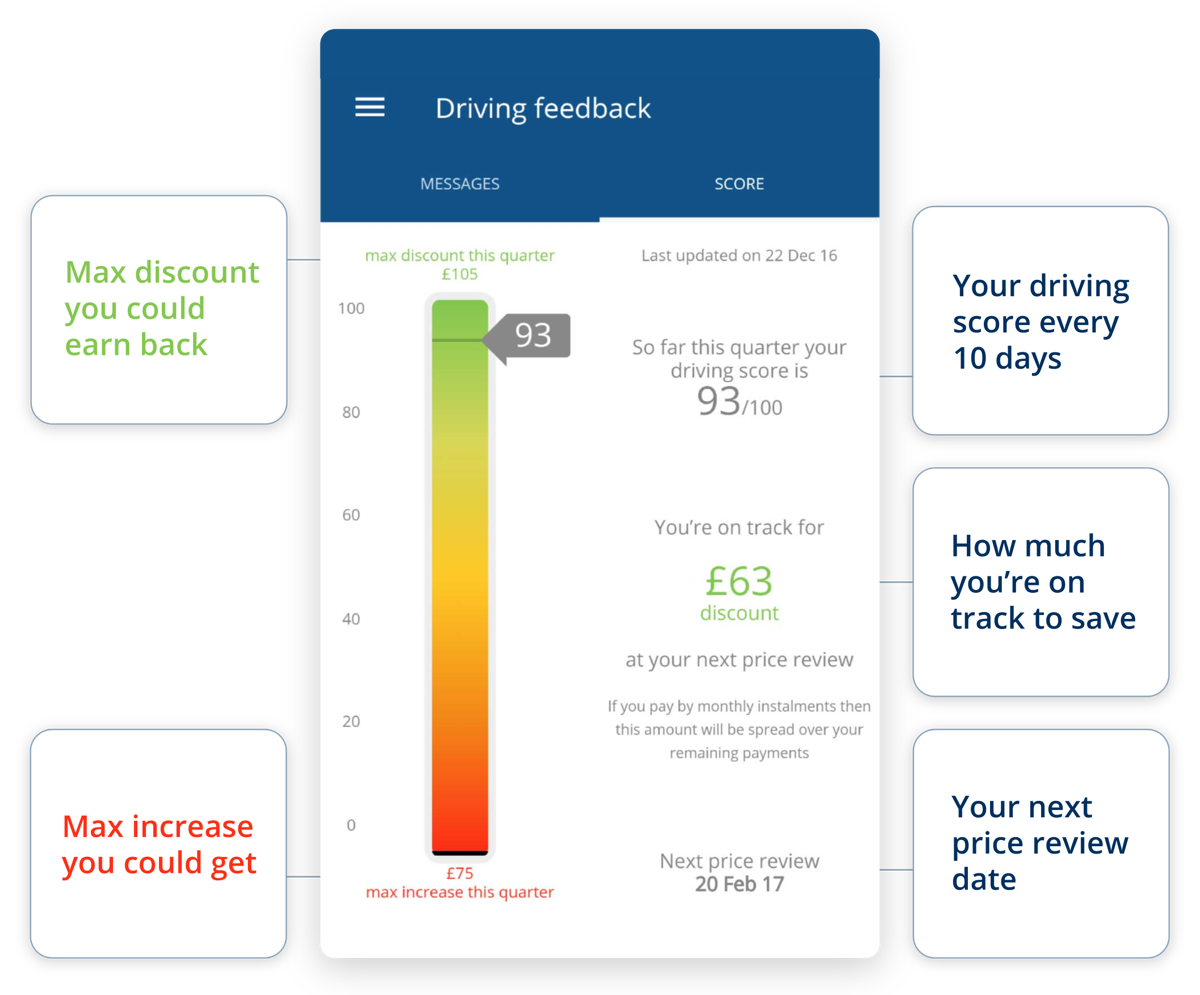 Driving feedback
MESSAGES
SCORE
Max discount
you could
earn back
max discount this quarter
£105
100
80
60
40
20
0
93
£75
max increase this quarter
Max increase
you could get
Last updated on 22 Dec 16
So far this quarter your
driving score is
93/100
You’re on track for
£63
discount
at your next price review
If you pay by monthly instalments then
this amount will be spread over your
remaining payments
Next price review
20 Feb 17
Your driving
score every
10 days
How much
you’re on
track to save
Your next
price review
date